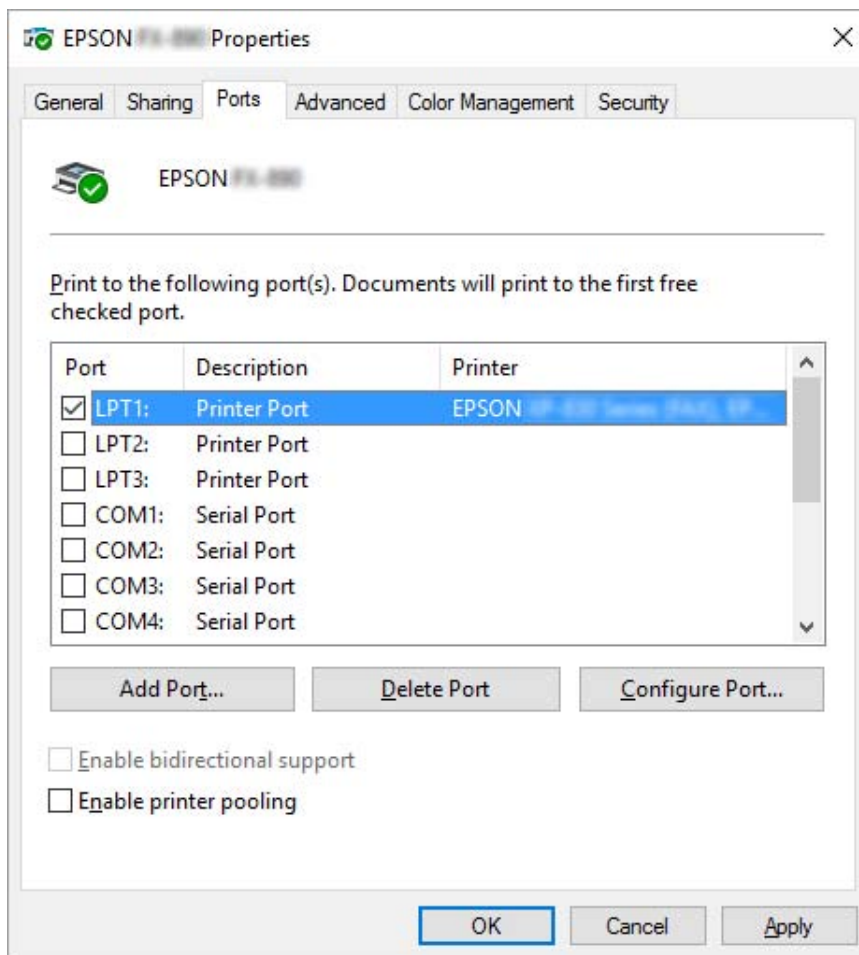 EPSON Properties
General Sharing Ports Advanced Color Management Security
EPSON
Print to the following port(s). Documents will print to the first free
checked port.
Port Description Printer
LPT1: Printer Port EPSON
LPT2: Printer Port
LPT3: Printer Port
COM1: Serial Port
COM2: Serial Port
COM3: Serial Port
COM4: Serial Port
Add Port... Delete Port Configure Port...
Enable bidirectional support
Enable printer pooling
OK Cancel Apply